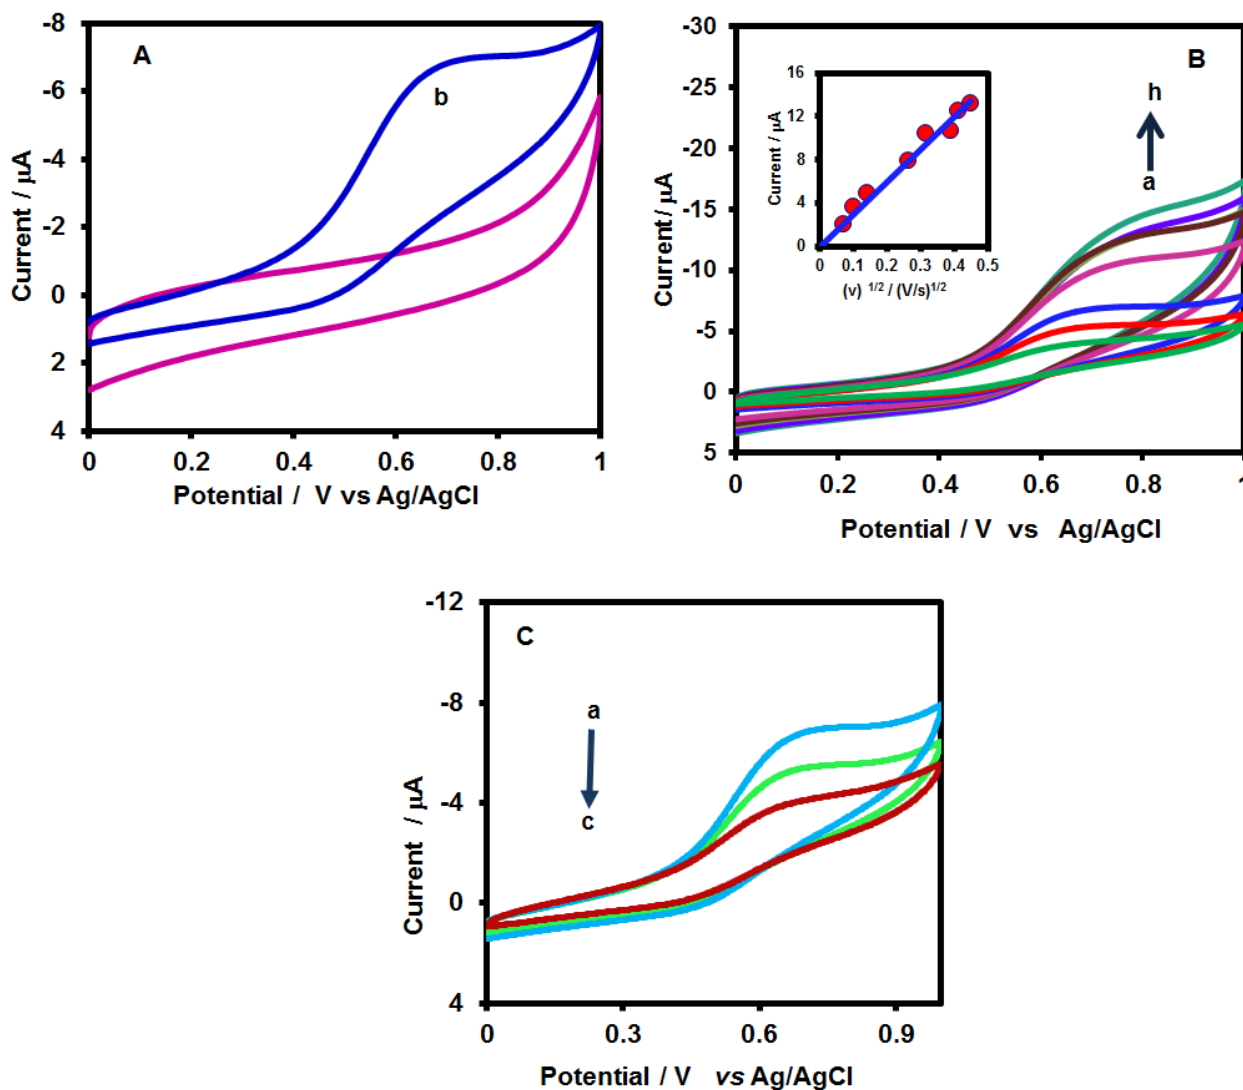 A
-8
-6
-4
-2
0
2
4
b
0 0.2 0.4 0.6 0.8 1
Current / μA
Potential / V vs Ag/AgCl
B
-30
-25
-20
-15
-10
-5
0
5
h
a
0 0.2 0.4 0.6 0.8 1
Current / μA
Potential / V vs Ag/AgCl
16
12
8
4
0
0 0.1 0.2 0.3 0.4 0.5
Current / μA
(v) 1/2 / (V/s)1/2
C
-12
-8
-4
0
4
a
c
0 0.3 0.6 0.9
Current / μA
Potential / V vs Ag/AgCl